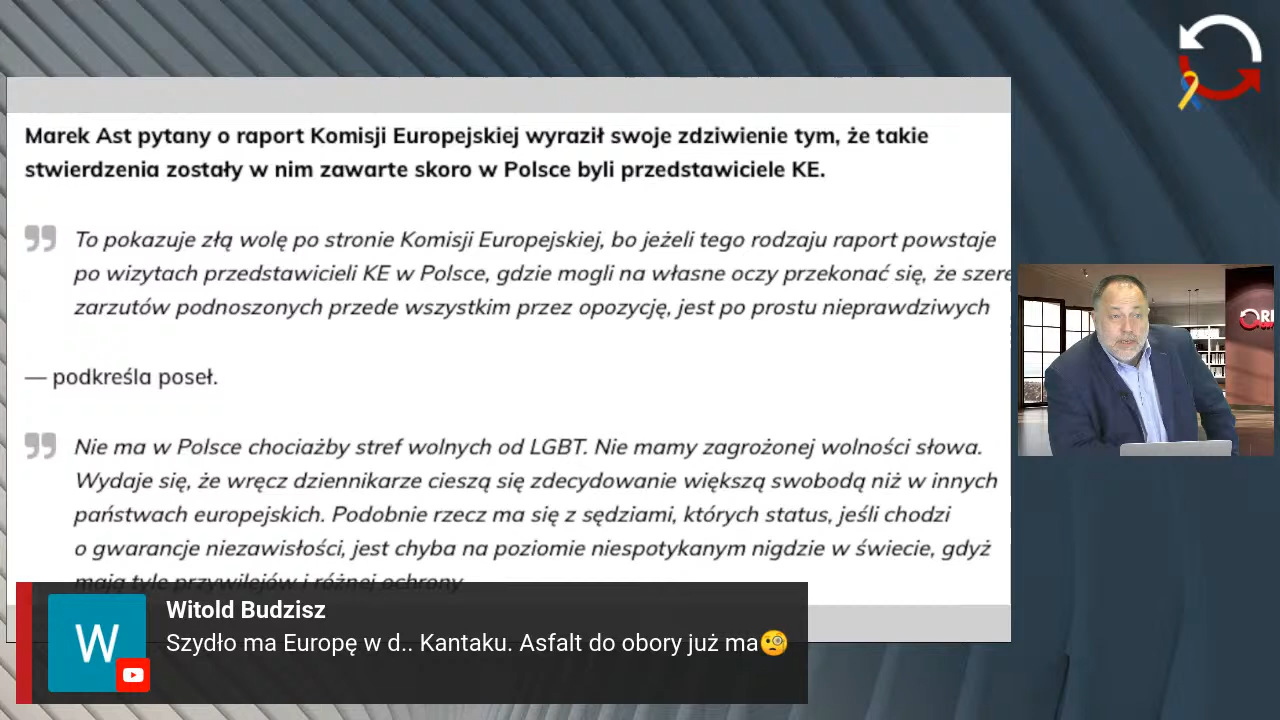 Marek Ast pytany o raport Komisji Europejskiej wyraził swoje zdziwienie tym, że takie
stwierdzenia zostały w nim zawarte skoro w Polsce byli przedstawiciele KE.
To pokazuje złą wolę po stronie Komisji Europejskiej, bo jeżeli tego rodzaju raport powstaje
po wizytach przedstawicieli KE w Polsce, gdzie mogli na własne oczy przekonać się, że szere
zarzutów podnoszonych przede wszystkim przez opozycję, jest po prostu nieprawdziwych
— podkreśla poseł.
Nie ma w Polsce chociażby stref wolnych od LGBT. Nie mamy zagrożonej wolności słowa.
Wydaje się, że wręcz dziennikarze cieszą się zdecydowanie większą swobodą niż w innych
państwach europejskich. Podobnie rzecz ma się z sędziami, których status, jeśli chodzi
o gwarancje niezawisłości, jest chyba na poziomie niespotykanym nigdzie w świecie, gdyż
mają tyle przywilejów i różnej ochrony
W
Witold Budzisz
Szydło ma Europę w d.. Kantaku. Asfalt do obory już ma🧐